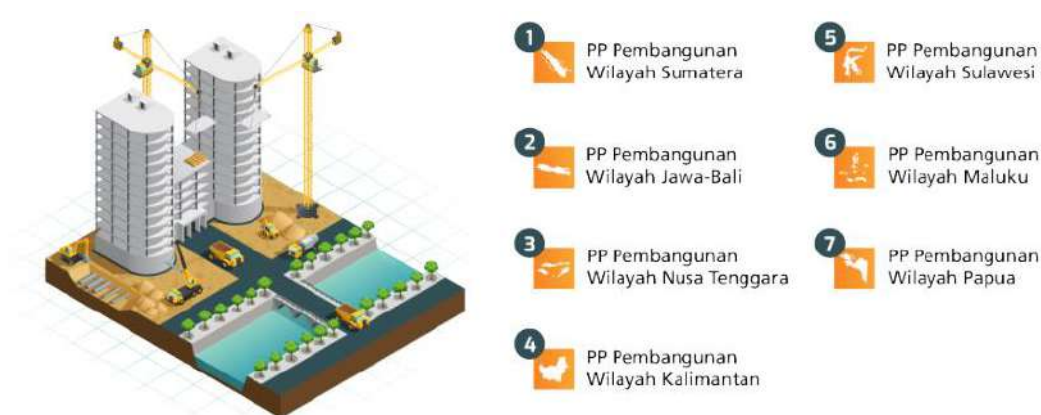 1
PP Pembangunan
Wilayah Sumatera
2
PP Pembangunan
Wilayah Jawa-Bali
3
PP Pembangunan
Wilayah Nusa Tenggara
4
PP Pembangunan
Wilayah Kalimantan
5
PP Pembangunan
Wilayah Sulawesi
6
PP Pembangunan
Wilayah Maluku
7
PP Pembangunan
Wilayah Papua